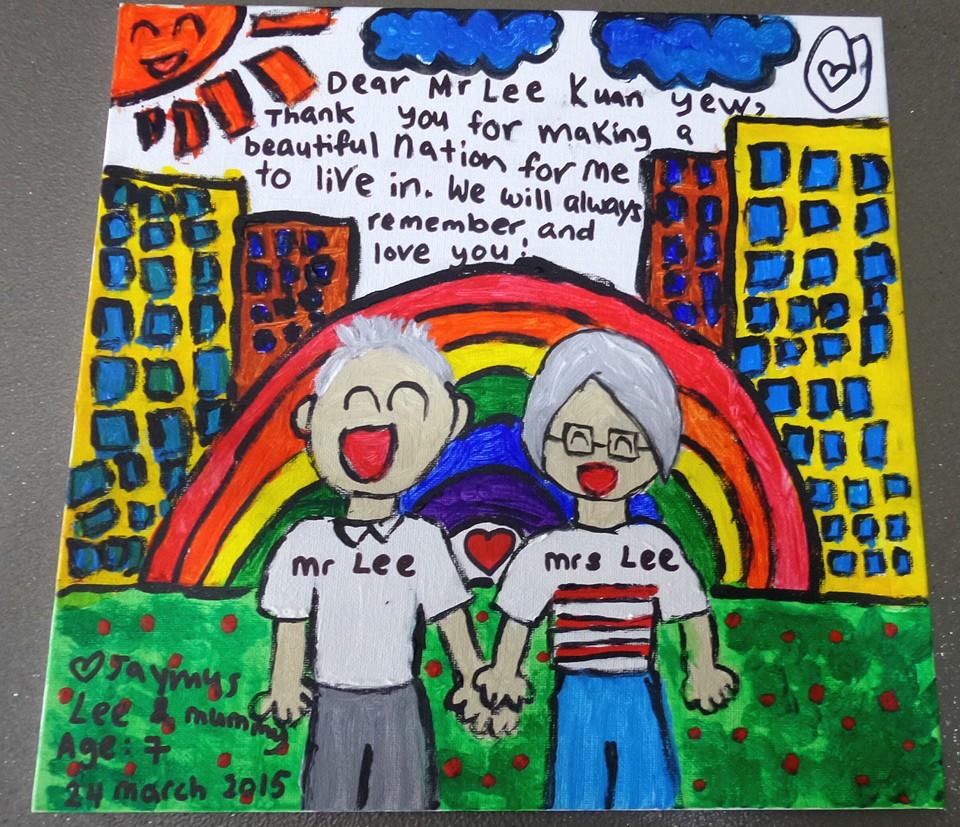 Dear Mr Lee Kuan yew,
Thank you for making a
beautiful Nation for me
to live in. We will always
remember and
love you!
mr Lee
mrs Lee
Jaymys
Lee & mummy
Age: 7
24 march 2015